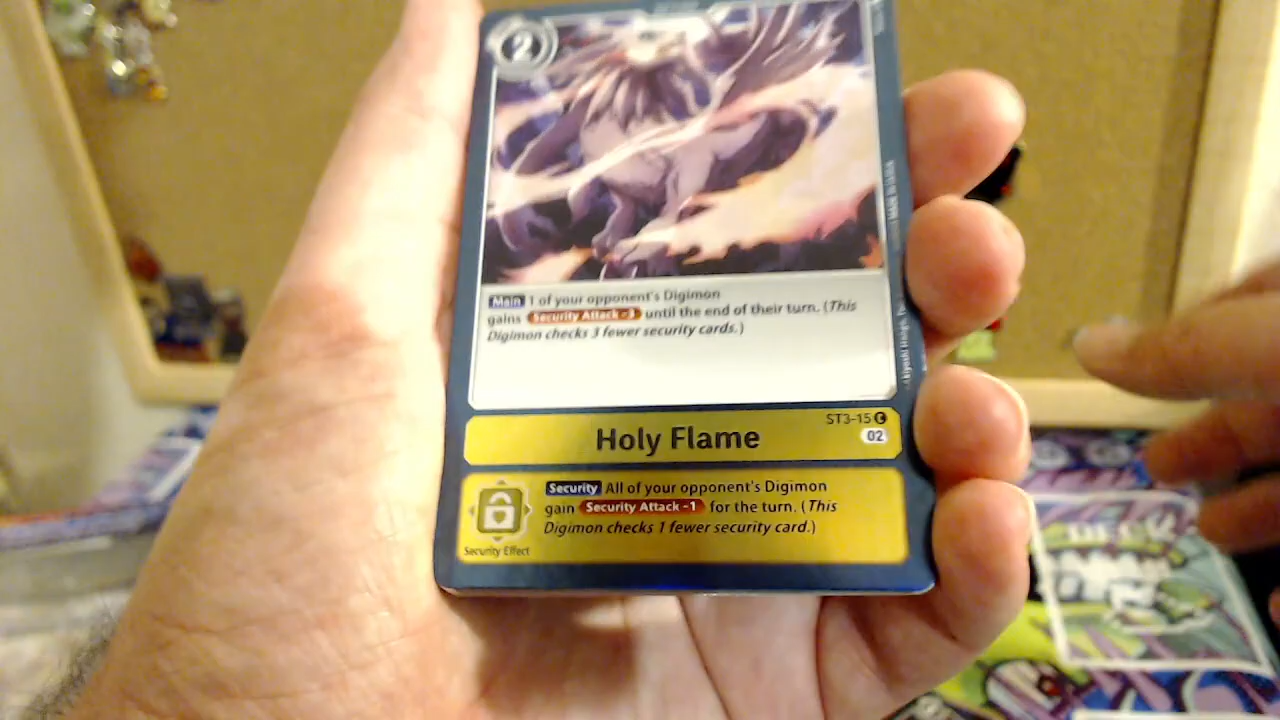 2
Main 1 of your opponent's Digimon
gains Security Attack -3 until the end of their turn. (This
Digimon checks 3 fewer security cards.)
ST3-15 C
Holy Flame
02
Security All of your opponent's Digimon
gain Security Attack -1 for the turn. (This
Digimon checks 1 fewer security card.)
Security Effect